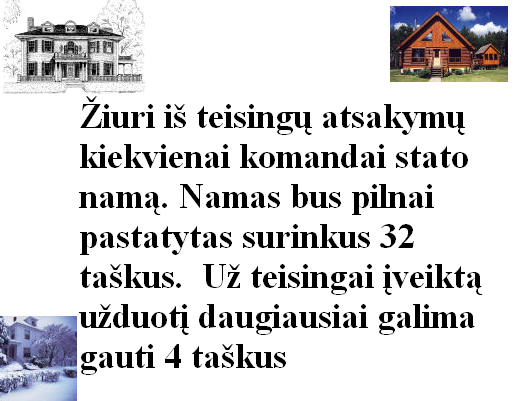 Žiuri iš teisingų atsakymų
kiekvienai komandai stato
namą. Namas bus pilnai
pastatytas surinkus 32
taškus.  Už teisingai įveiktą
užduotį daugiausiai galima
gauti 4 taškus